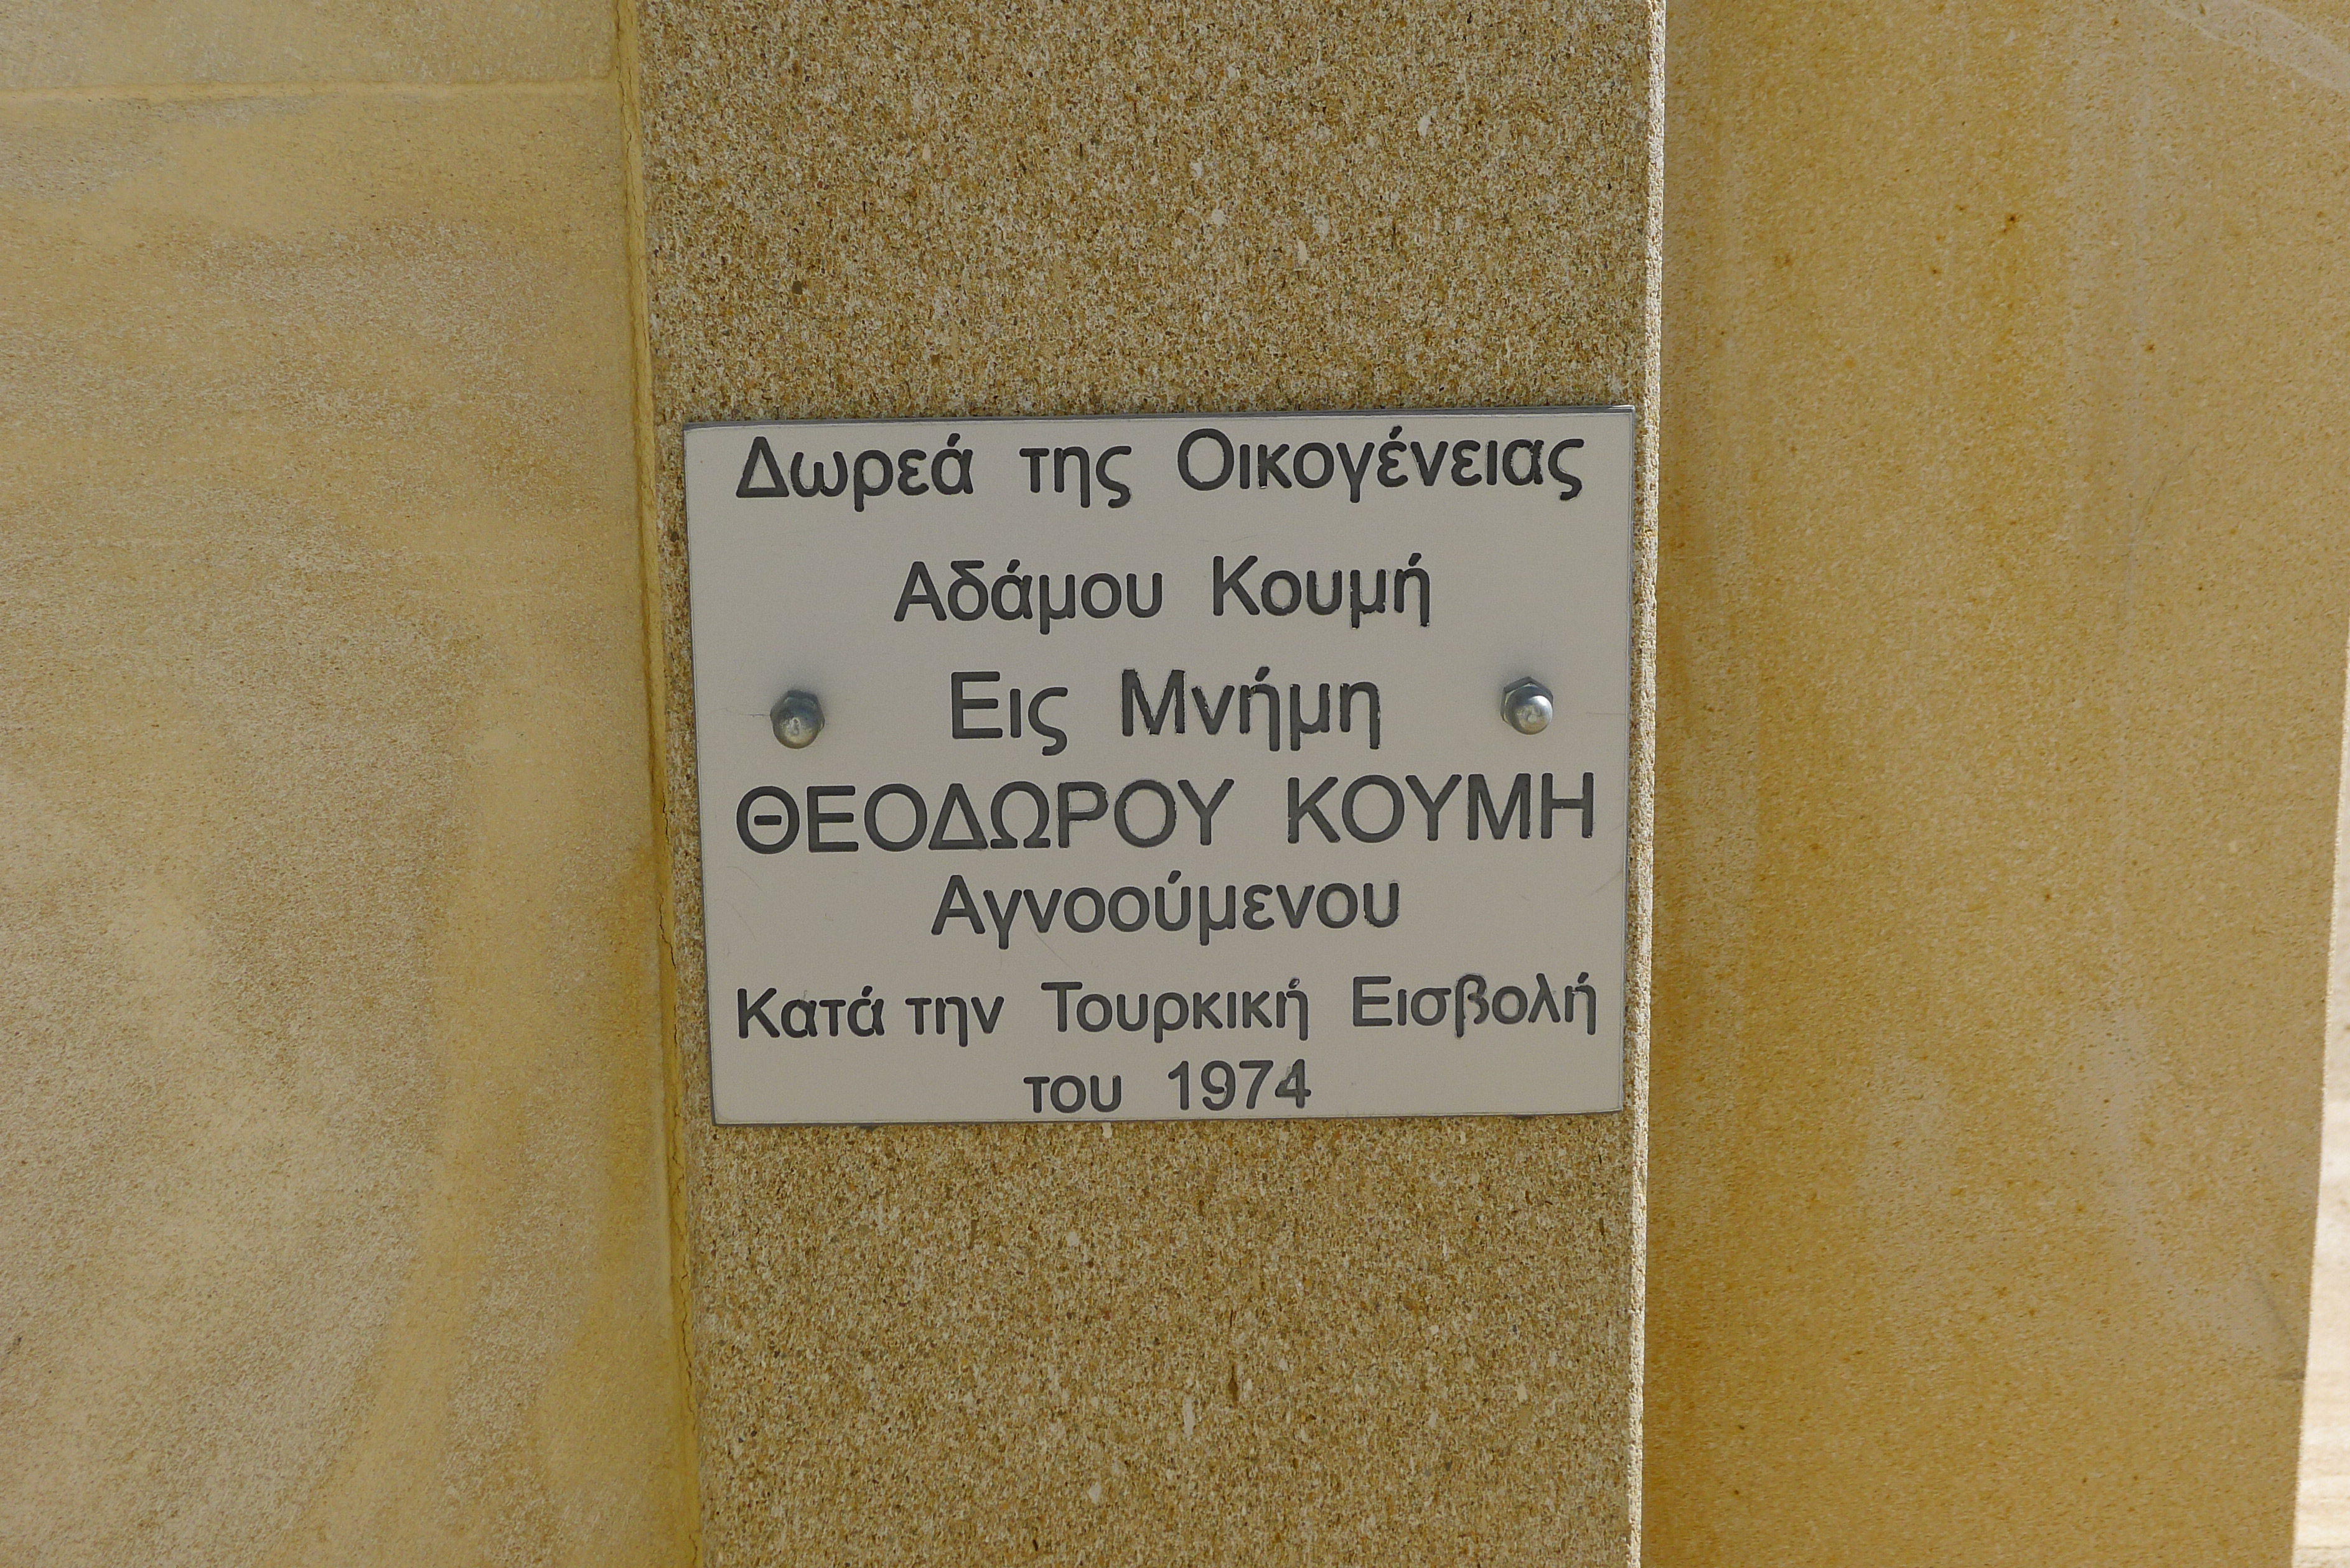 Δωρεά της Οικογένειας
Αδάμου Κουμή
Εις Μνήμη
ΘΕΟΔΩΡΟΥ ΚΟΥΜΗ
Αγνοούμενου
Κατά την Τουρκική Εισβολή
του 1974